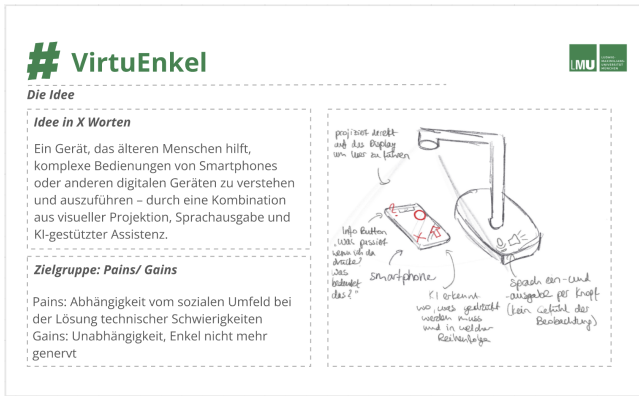 # VirtuEnkel
LMU
LUDWIG-
MAXIMILIANS-
UNIVERSITÄT
MÜNCHEN
Die Idee
Idee in X Worten
Ein Gerät, das älteren Menschen hilft,
komplexe Bedienungen von Smartphones
oder anderen digitalen Geräten zu verstehen
und auszuführen – durch eine Kombination
aus visueller Projektion, Sprachausgabe und
KI-gestützter Assistenz.
Zielgruppe: Pains/ Gains
Pains: Abhängigkeit vom sozialen Umfeld bei
der Lösung technischer Schwierigkeiten
Gains: Unabhängigkeit, Enkel nicht mehr
genervt
projiziert direkt
auf das Display
um User zu führen
Info Button
"Was passiert
wenn ich da
drücke?
was
bedeutet
das?"
smartphone
KI erkennt
wo, was gedrückt
werden muss
und in welcher
Reihenfolge
Sprach ein- und
-ausgabe per Knopf
(kein Gefühl der
Beobachtung)